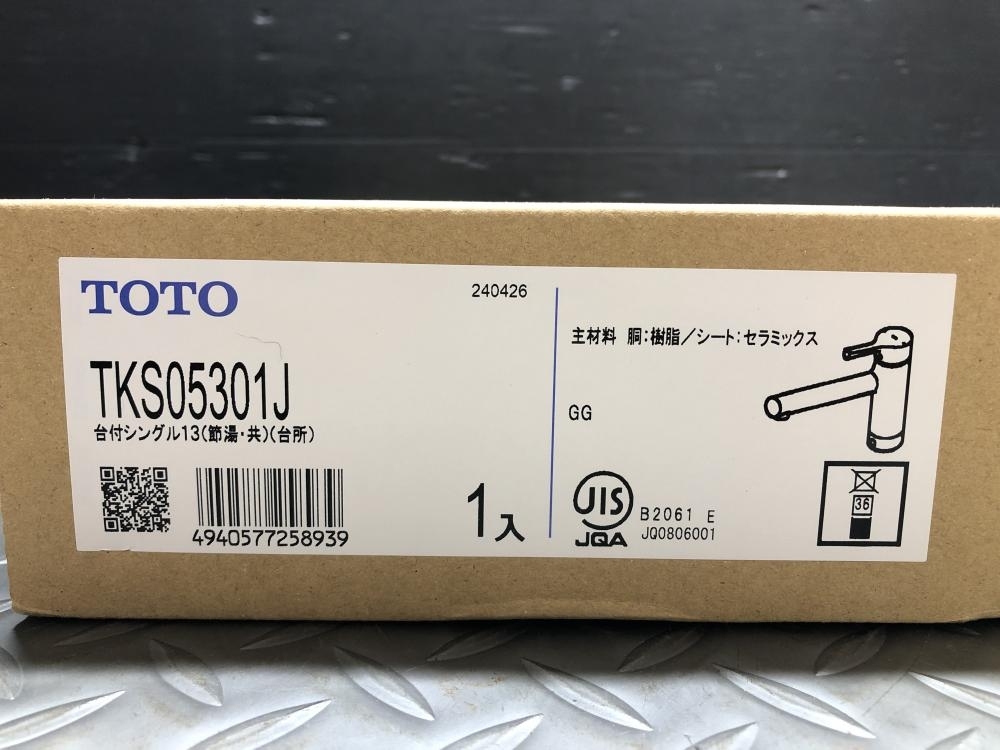 TOTO
240426
TKS05301J
台付シングル13(節湯・共)(台所)
4940577258939
1入
主材料 胴:樹脂/シート:セラミックス
GG
JIS
JQA
B2061 E
JQ0806001
36